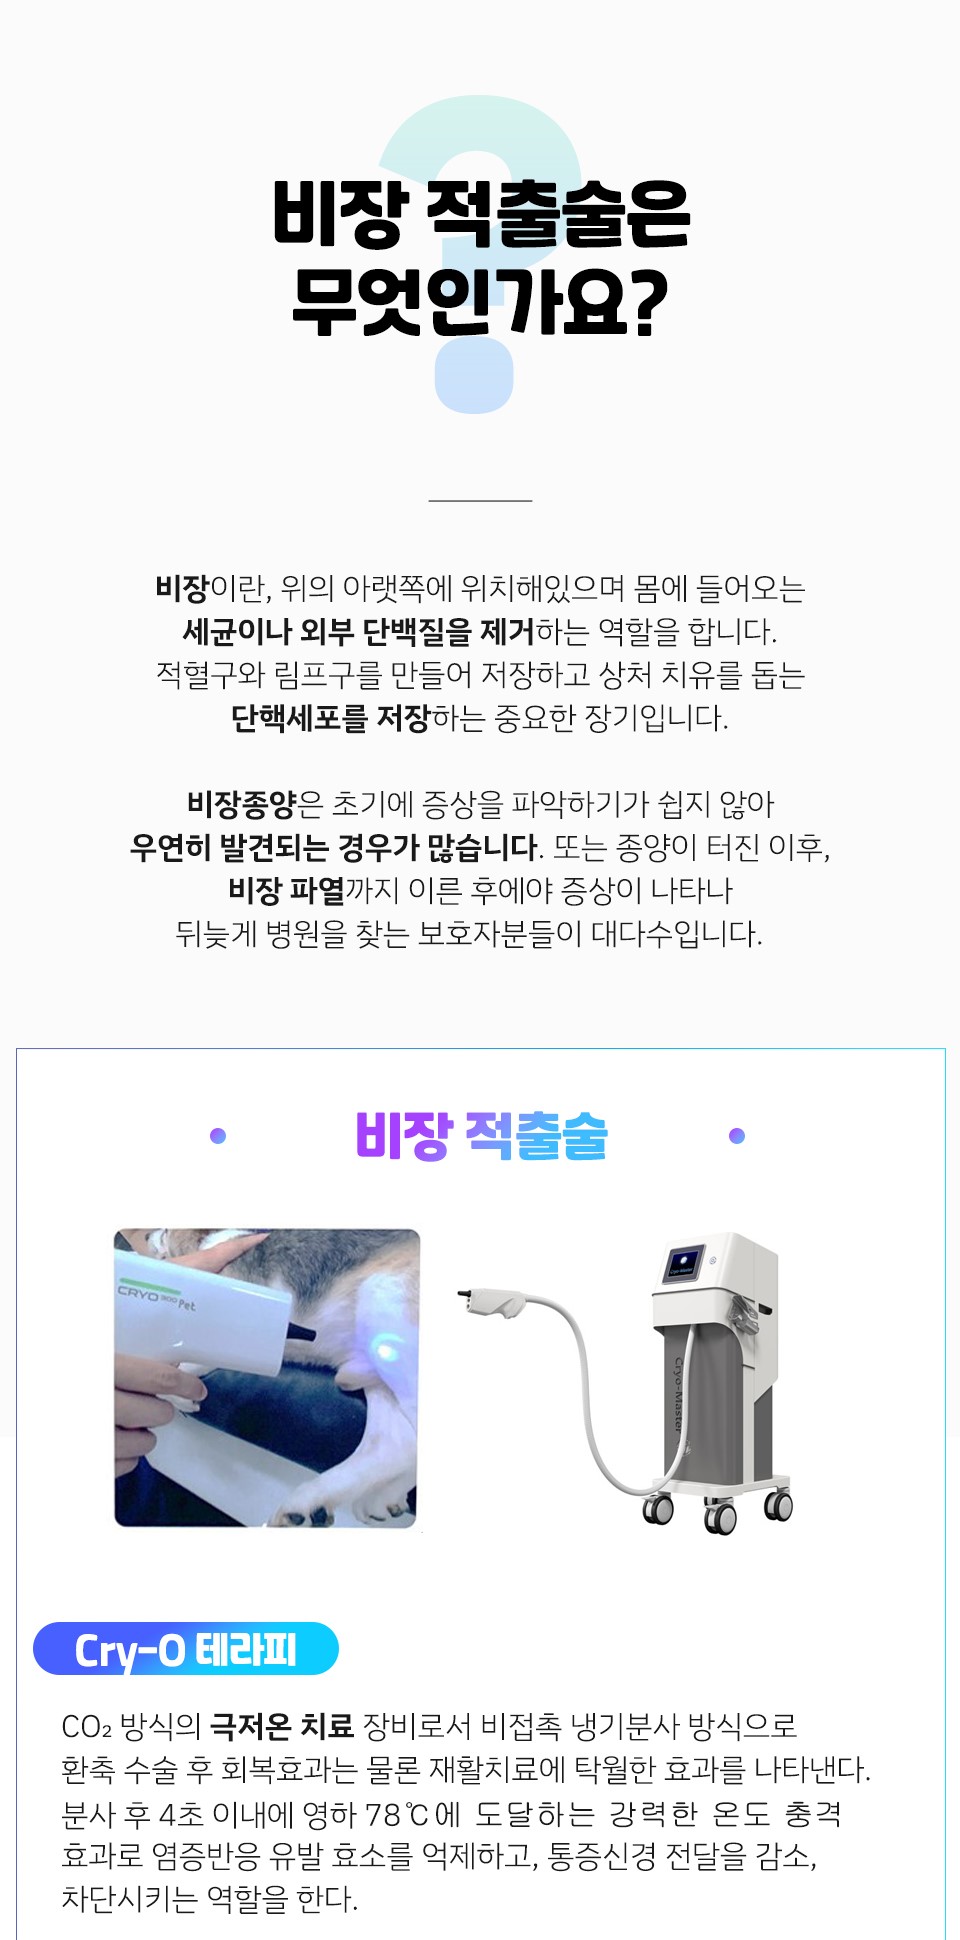 비장 적출술은
무엇인가요?
비장이란, 위의 아랫쪽에 위치해있으며 몸에 들어오는
세균이나 외부 단백질을 제거하는 역할을 합니다.
적혈구와 림프구를 만들어 저장하고 상처 치유를 돕는
단핵세포를 저장하는 중요한 장기입니다.
비장종양은 초기에 증상을 파악하기가 쉽지 않아
우연히 발견되는 경우가 많습니다. 또는 종양이 터진 이후,
비장 파열까지 이른 후에야 증상이 나타나
뒤늦게 병원을 찾는 보호자분들이 대다수입니다.
비장 적출술
CRYO 300 Pet
Cryo-Master
Cryo-Master
Cry-O 테라피
CO₂ 방식의 극저온 치료 장비로서 비접촉 냉기분사 방식으로
환축 수술 후 회복효과는 물론 재활치료에 탁월한 효과를 나타낸다.
분사 후 4초 이내에 영하 78℃에 도달하는 강력한 온도 충격
효과로 염증반응 유발 효소를 억제하고, 통증신경 전달을 감소,
차단시키는 역할을 한다.